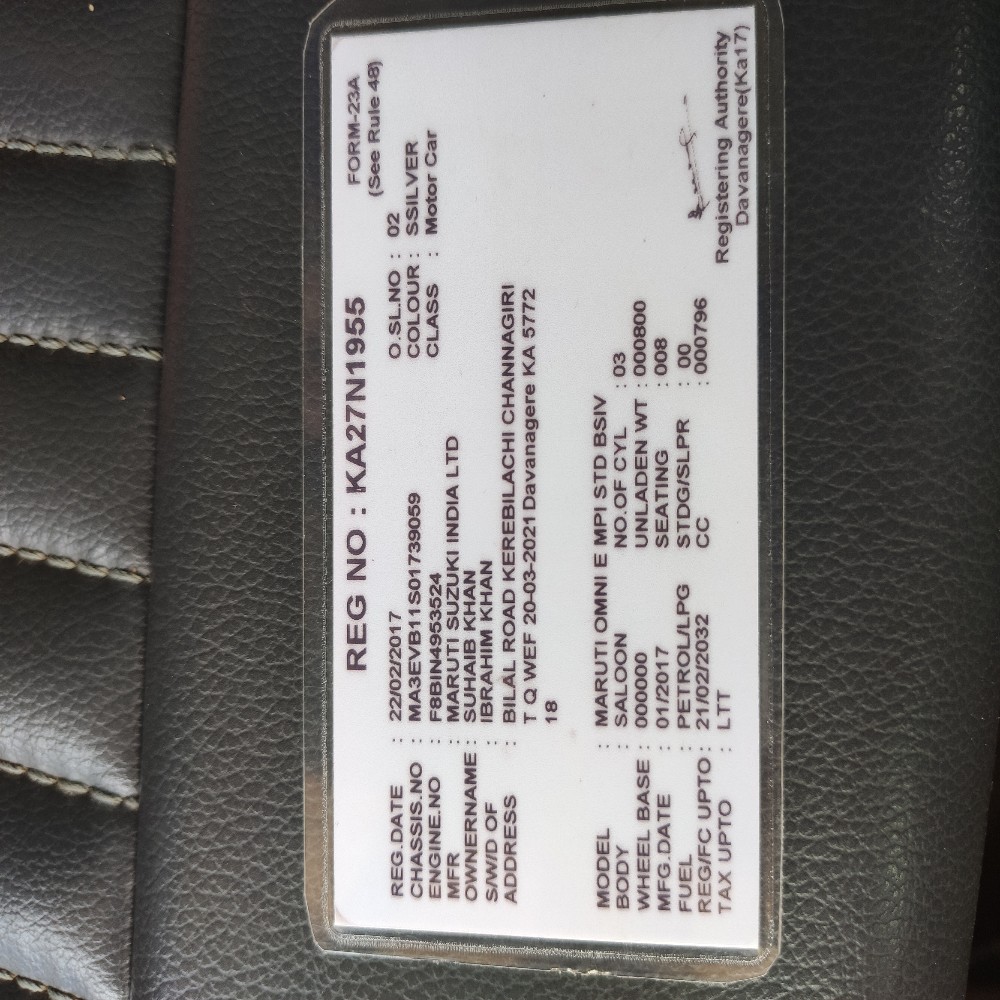 FORM-23A
(See Rule 48)
REG NO : KA27N1955
REG.DATE : 22/02/2017 O.SL.NO : 02
CHASSIS.NO : MA3EVB11S01739059 COLOUR : SSILVER
ENGINE.NO : F8BIN4953524 CLASS : Motor Car
MFR : MARUTI SUZUKI INDIA LTD
OWNERNAME : SUHAIB KHAN
S/W/D OF : IBRAHIM KHAN
ADDRESS : BILAL ROAD KEREBILACHI CHANNAGIRI
T Q WEF 20-03-2021 Davanagere KA 5772
18
MODEL : MARUTI OMNI E MPI STD BSIV
BODY : SALOON NO.OF CYL : 03
WHEEL BASE : 000000 UNLADEN WT : 000800
MFG.DATE : 01/2017 SEATING : 008
FUEL : PETROL/LPG STDG/SLPR : 00
REG/FC UPTO : 21/02/2032 CC : 000796
TAX UPTO : LTT
Registering Authority
Davanagere(Ka17)